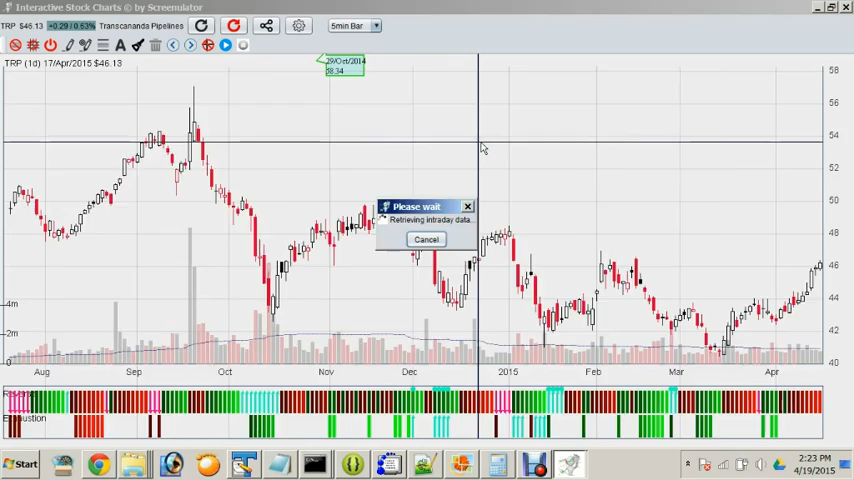 Interactive Stock Charts © by Screenulator
TRP $46.13 +0.29 / 0.63% Transcananda Pipelines
5min Bar
TRP (1d) 17/Apr/2015 $46.13
29/Oct/2014
58.34
58
56
54
52
50
48
46
44
42
40
4m
2m
0
Please wait
Retrieving intraday data...
Cancel
Aug Sep Oct Nov Dec 2015 Feb Mar Apr
Start
2:23 PM
4/19/2015